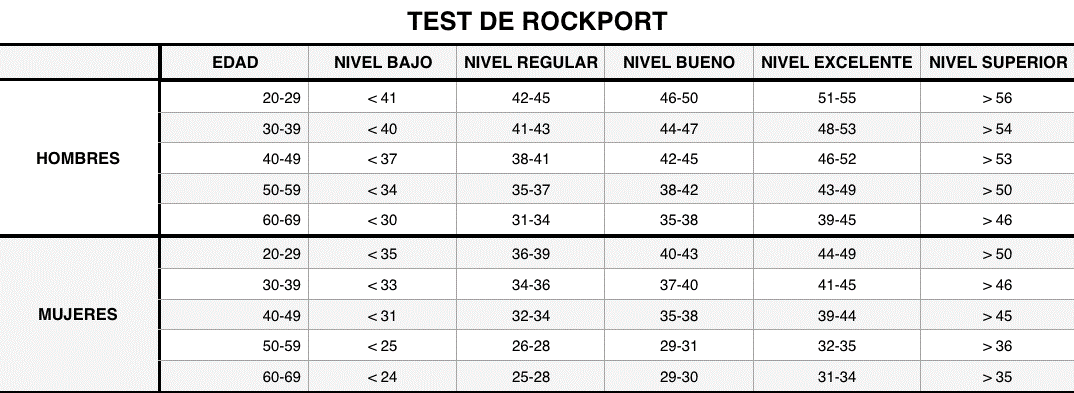 TEST DE ROCKPORT
EDAD NIVEL BAJO NIVEL REGULAR NIVEL BUENO NIVEL EXCELENTE NIVEL SUPERIOR
20-29 < 41 42-45 46-50 51-55 > 56
30-39 < 40 41-43 44-47 48-53 > 54
HOMBRES 40-49 < 37 38-41 42-45 46-52 > 53
50-59 < 34 35-37 38-42 43-49 > 50
60-69 < 30 31-34 35-38 39-45 > 46
20-29 < 35 36-39 40-43 44-49 > 50
30-39 < 33 34-36 37-40 41-45 > 46
MUJERES 40-49 < 31 32-34 35-38 39-44 > 45
50-59 < 25 26-28 29-31 32-35 > 36
60-69 < 24 25-28 29-30 31-34 > 35